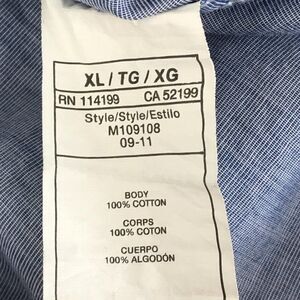 XL / TG / XG
RN 114199 CA 52199
Style/Style/Estilo
M109108
09-11
BODY
100% COTTON
CORPS
100% COTON
CUERPO
100% ALGODÓN